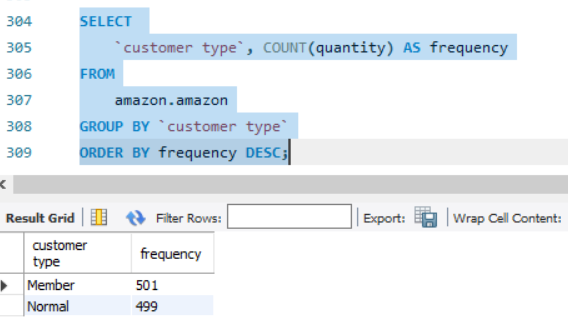 304 SELECT
305 `customer type`, COUNT(quantity) AS frequency
306 FROM
307 amazon.amazon
308 GROUP BY `customer type`
309 ORDER BY frequency DESC;
Result Grid Filter Rows: Export: Wrap Cell Content:
customer type frequency
Member 501
Normal 499